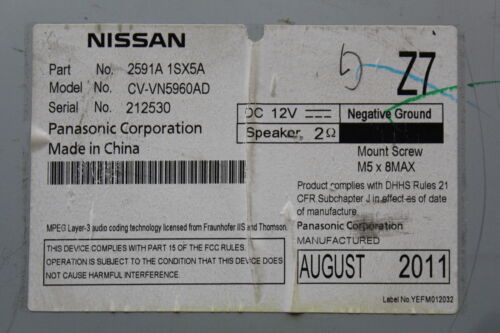 NISSAN
Part No. 2591A 1SX5A
Model No. CV-VN5960AD
Serial No. 212530
Panasonic Corporation
Made in China
MPEG Layer-3 audio coding technology licensed from Fraunhofer IIS and Thomson.
THIS DEVICE COMPLIES WITH PART 15 OF THE FCC RULES.
OPERATION IS SUBJECT TO THE CONDITION THAT THIS DEVICE DOES
NOT CAUSE HARMFUL INTERFERENCE.
5 Z7
DC 12V Negative Ground
Speaker 2Ω
Mount Screw
M5 x 8MAX
Product complies with DHHS Rules 21
CFR Subchapter J in effect as of date
of manufacture.
Panasonic Corporation
MANUFACTURED
AUGUST 2011
Label No.YEFM012032